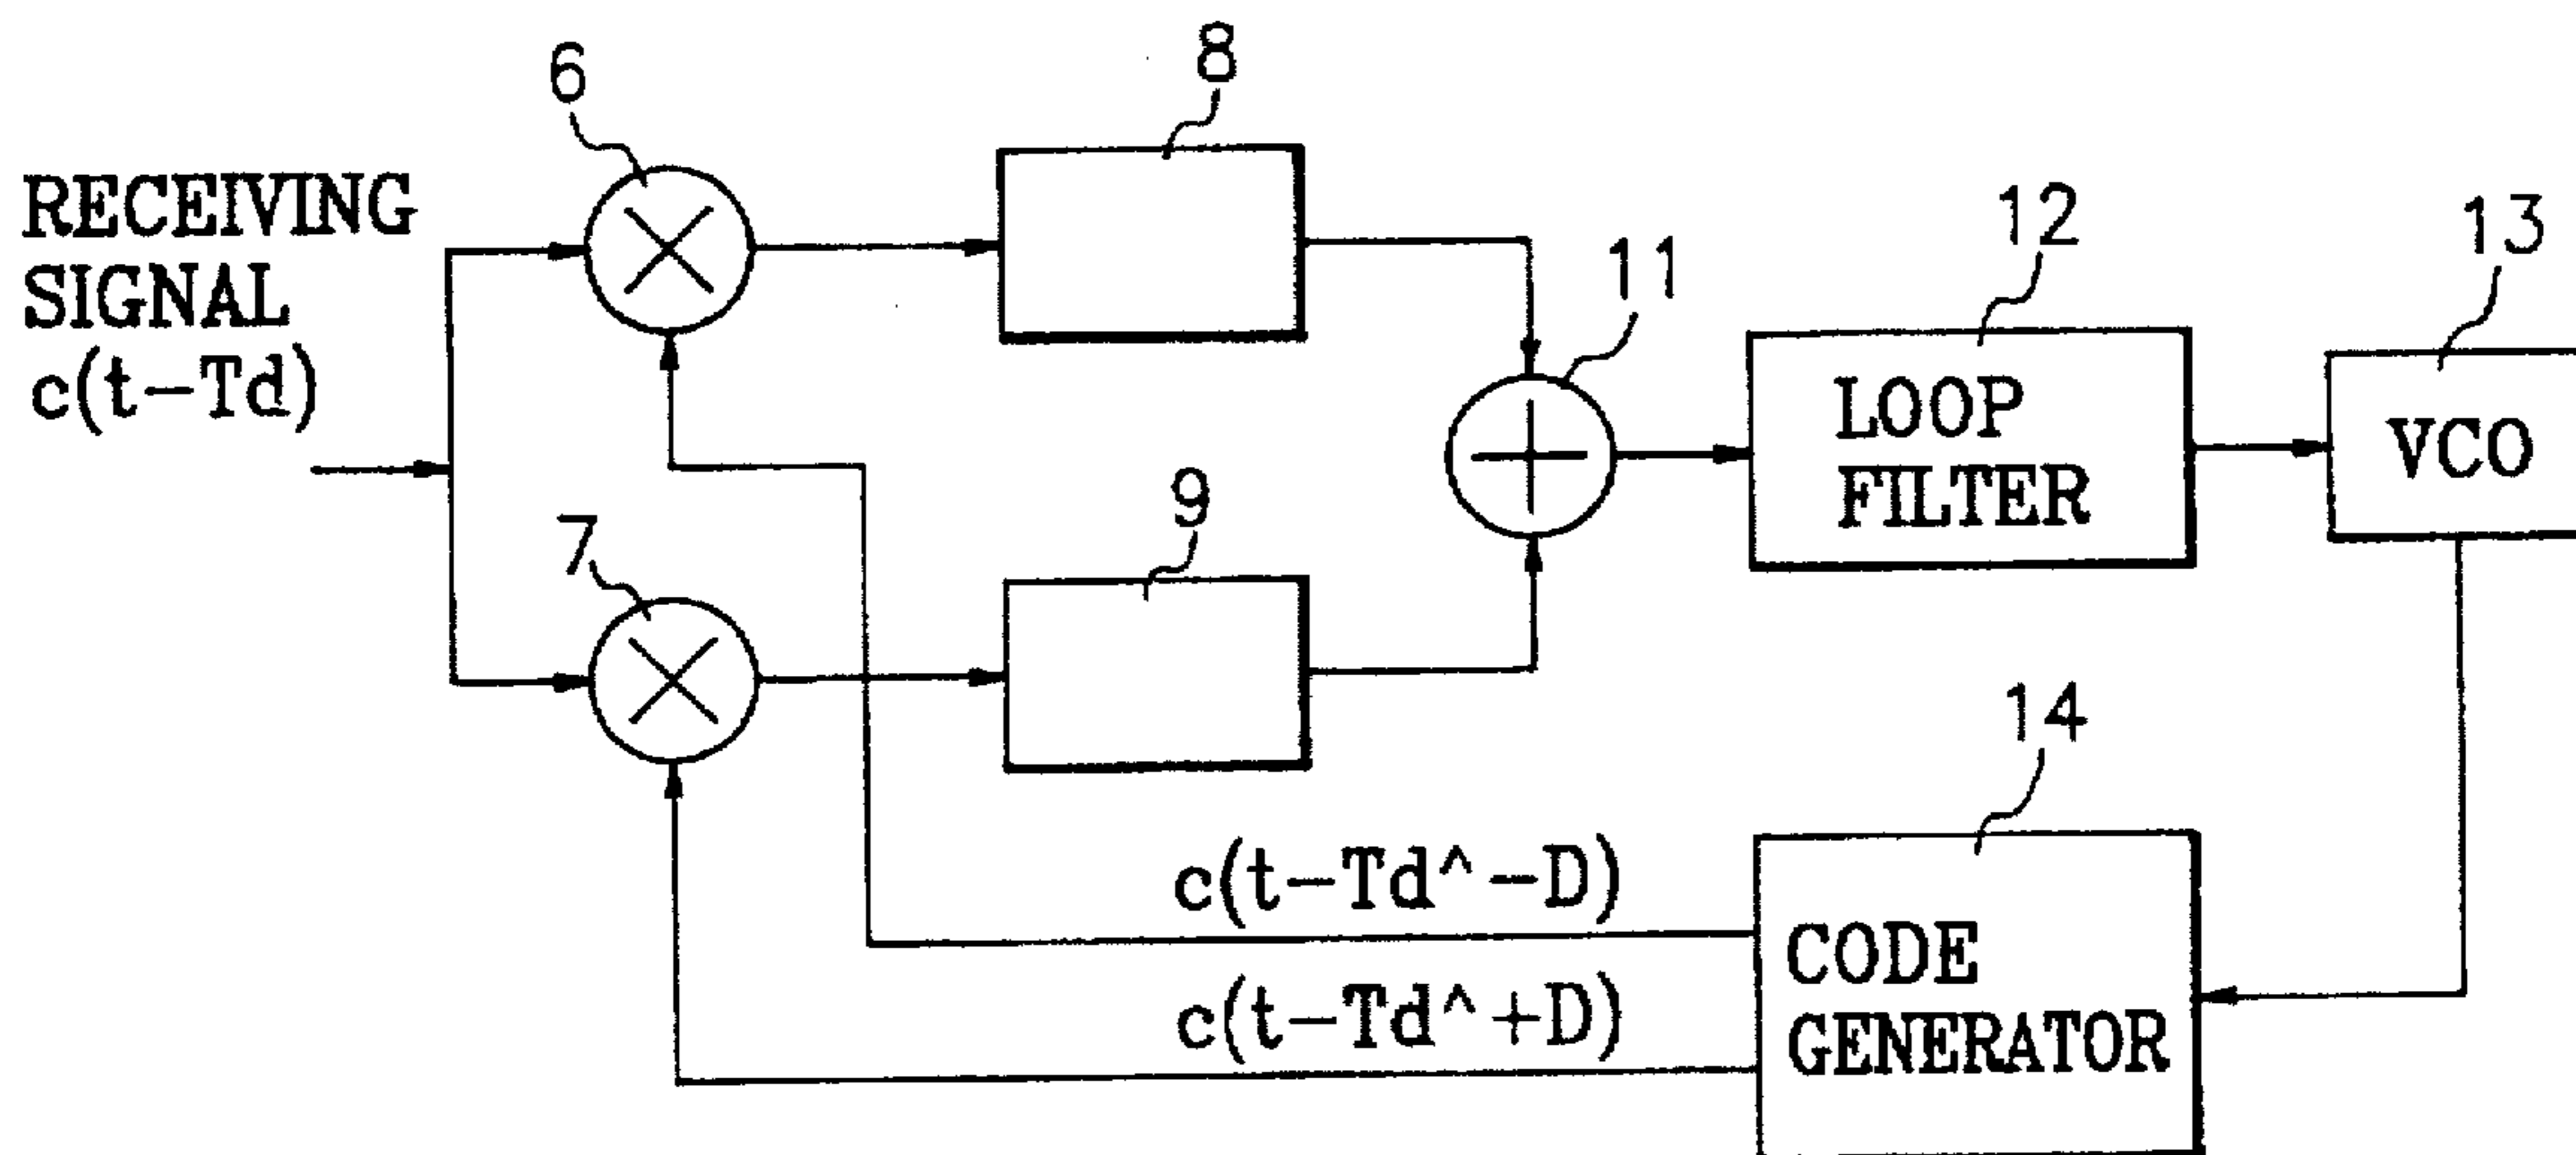 6
8
RECEIVING
SIGNAL
c(t-Td)
11
12
13
LOOP
FILTER
VCO
7
9
14
c(t-Td^-D)
c(t-Td^+D)
CODE
GENERATOR